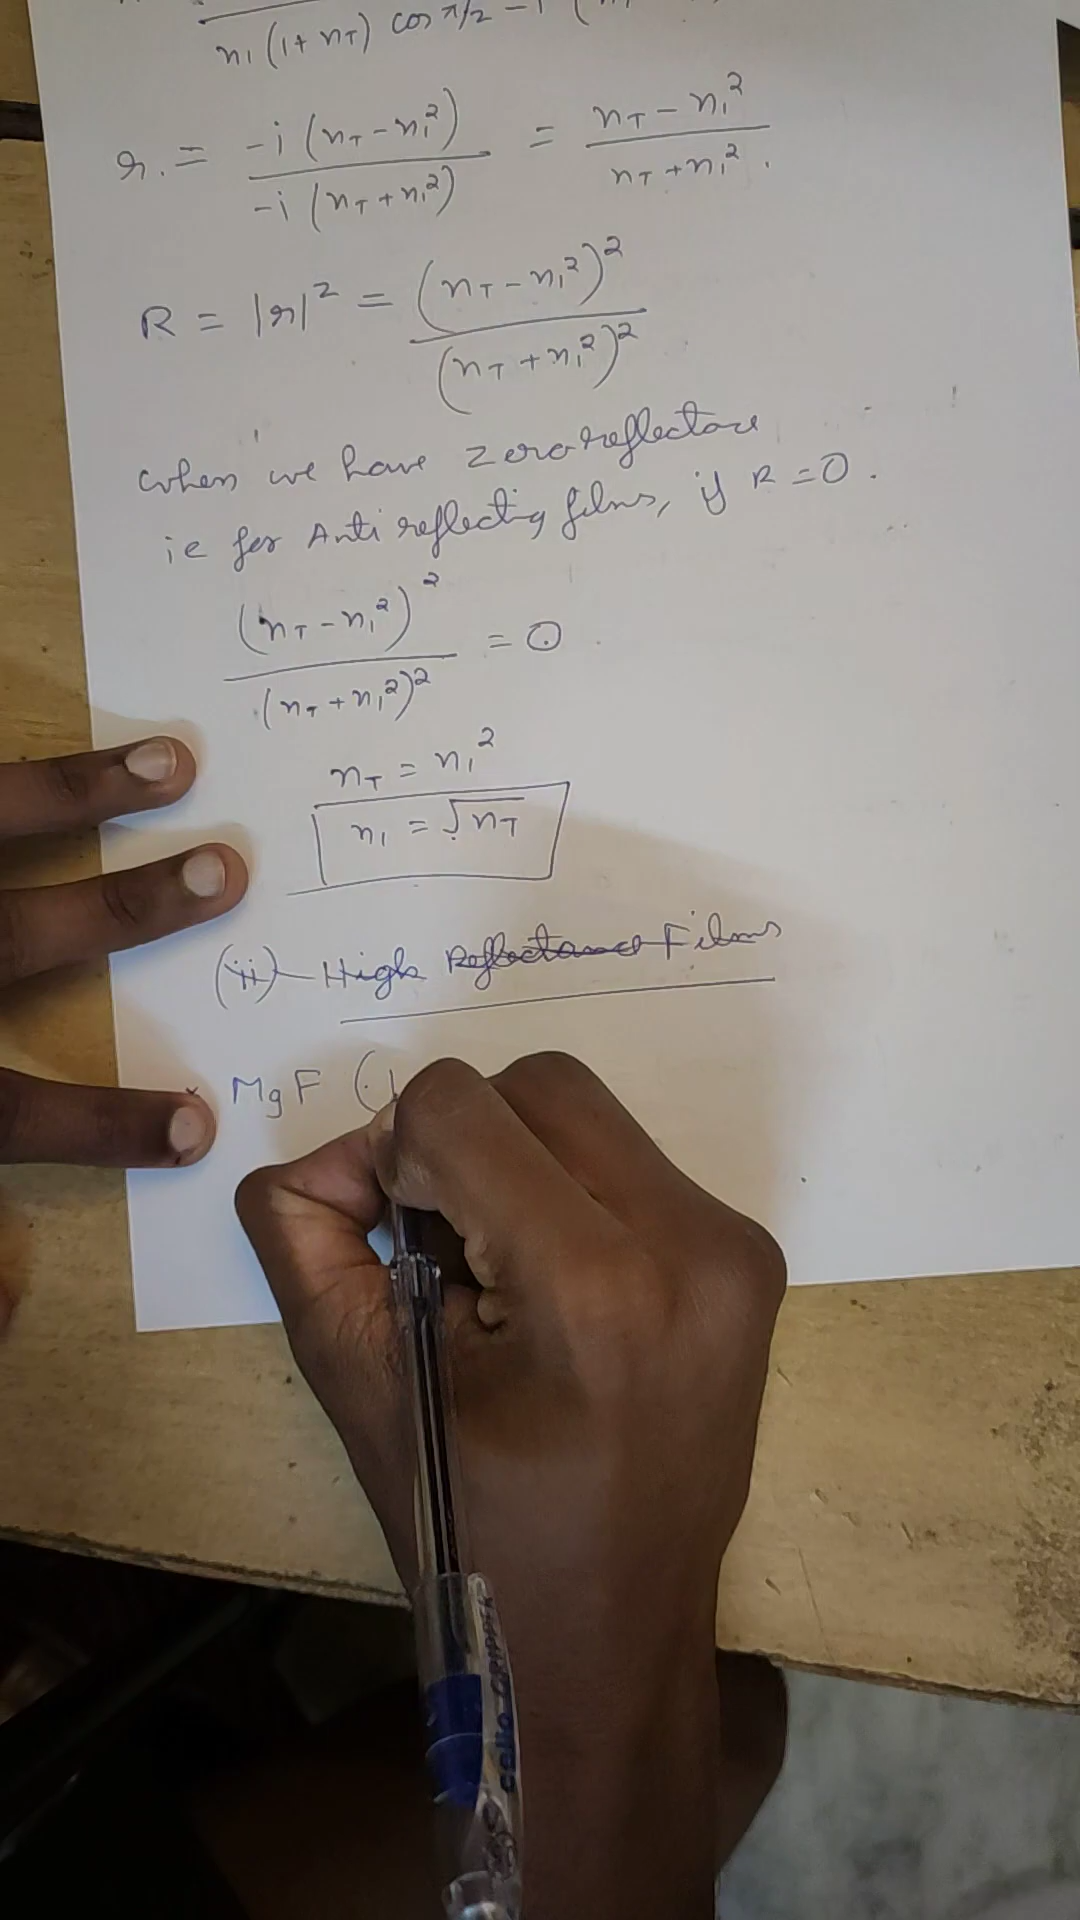 n₁(1+n_T) cos π/2 - i (
r. = -i (n_T - n₁²) / -i (n_T + n₁²) = n_T - n₁² / n_T + n₁² .
R = |r|² = (n_T - n₁²)² / (n_T + n₁²)²
when we have zero reflectance
ie for Anti reflecting films, if R = 0 .
(n_T - n₁²)² / (n_T + n₁²)² = 0
n_T = n₁²
n₁ = √n_T
(ii) High Reflectance Films
MgF (1
cello GRIPPER